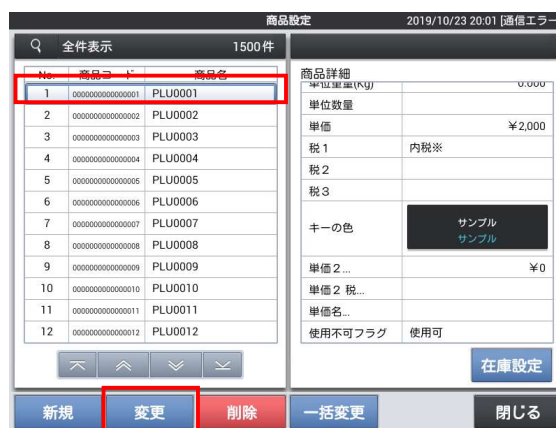 商品設定
2019/10/23 20:01 [通信エラー
全件表示 1500件
No. 商品コード 商品名
1 0000000000000001 PLU0001
2 0000000000000002 PLU0002
3 0000000000000003 PLU0003
4 0000000000000004 PLU0004
5 0000000000000005 PLU0005
6 0000000000000006 PLU0006
7 0000000000000007 PLU0007
8 0000000000000008 PLU0008
9 0000000000000009 PLU0009
10 0000000000000010 PLU0010
11 0000000000000011 PLU0011
12 0000000000000012 PLU0012
商品詳細
単位重量(Kg) 0.000
単位数量
単価 ¥2,000
税1 内税※
税2
税3
キーの色 サンプル
サンプル
単価2... ¥0
単価2 税...
単価名...
使用不可フラグ 使用可
在庫設定
新規 変更 削除 一括変更 閉じる